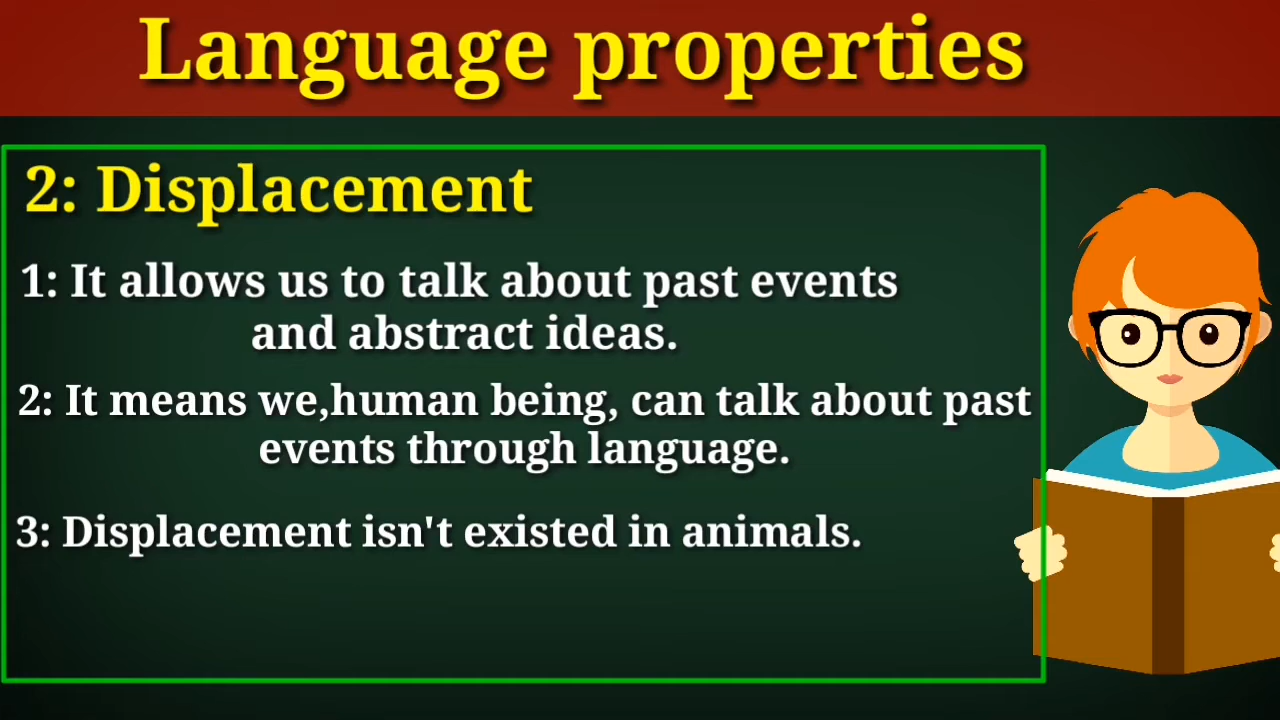 Language properties
2: Displacement
1: It allows us to talk about past events
and abstract ideas.
2: It means we,human being, can talk about past
events through language.
3: Displacement isn't existed in animals.